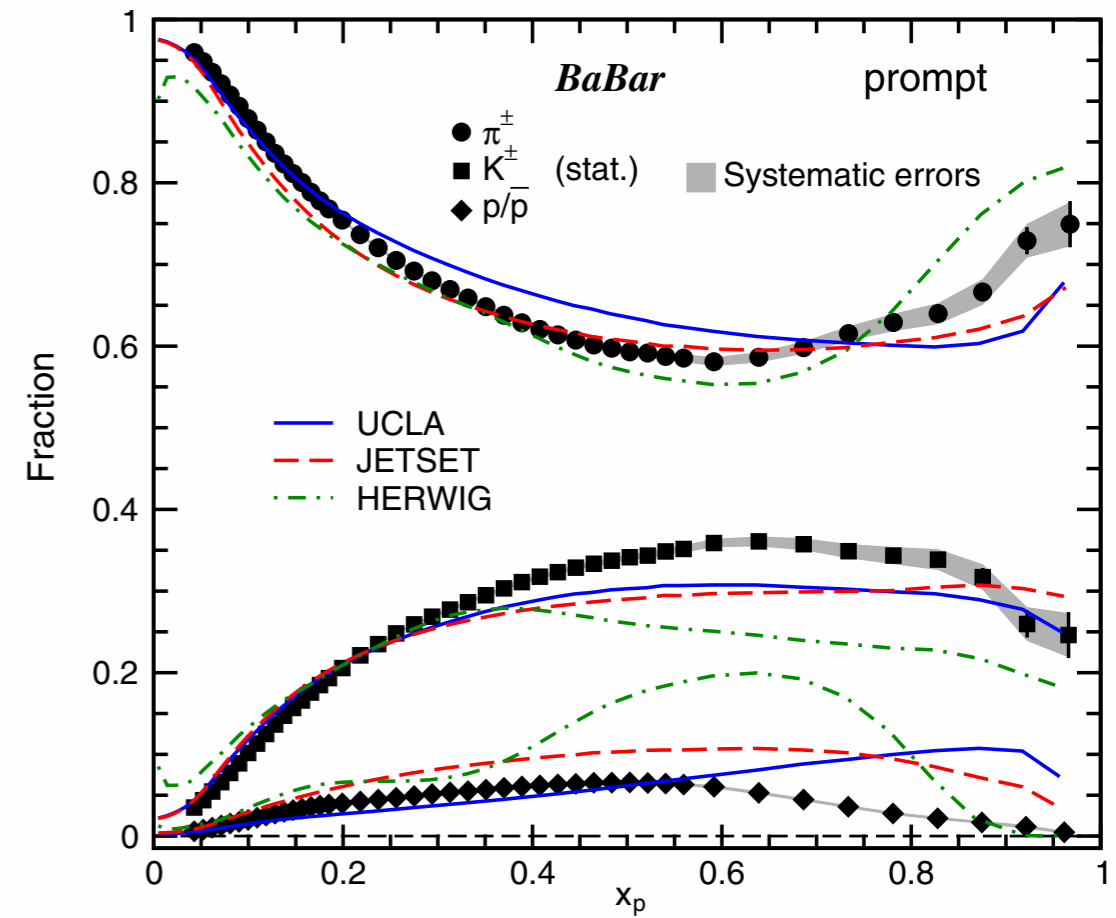 1
0.8
0.6
0.4
0.2
0
Fraction
BaBar
prompt
π±
K± (stat.)
p/p̅
Systematic errors
UCLA
JETSET
HERWIG
0 0.2 0.4 0.6 0.8 1
xₚ